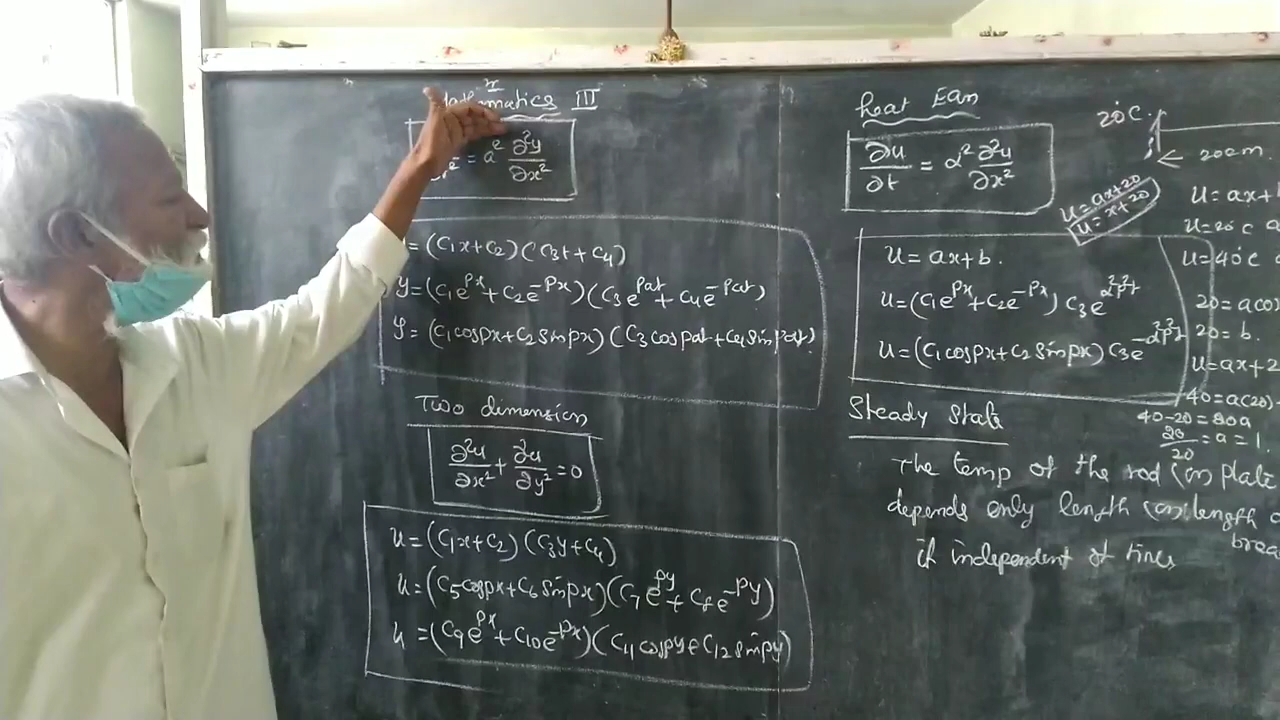 Mathematics III
= a² ∂²y/∂x²
= (C₁x+C₂)(C₃t+C₄)
y = (C₁e^px + C₂e^-px)(C₃e^pat + C₄e^-pat)
y = (C₁cospx+C₂sinpx)(C₃cospat+C₄sinpat)
Two dimension
∂²u/∂x² + ∂²u/∂y² = 0
u = (C₁x+C₂)(C₃y+C₄)
u = (C₅cospx+C₆sinpx)(C₇e^py + C₈e^-py)
u = (C₉e^px + C₁₀e^-px)(C₁₁cospy+C₁₂sinpy)
heat Eqn
∂u/∂t = α² ∂²u/∂x²
u=ax+20
u=x+20
u = ax+b.
u = (C₁e^px + C₂e^-px) C₃e^α²p²t
u = (C₁cospx+C₂sinpx) C₃e^-α²p²t
Steady State
The temp of the rod (or) plate
depends only length (or) length
it independent of time
20°C.
← 20cm.
u = ax+
u = 20°C
u = 40°C
20 = a(0)
20 = b.
u = ax+2
40 = a(20)
40-20 = 20a
20/20 = a = 1.